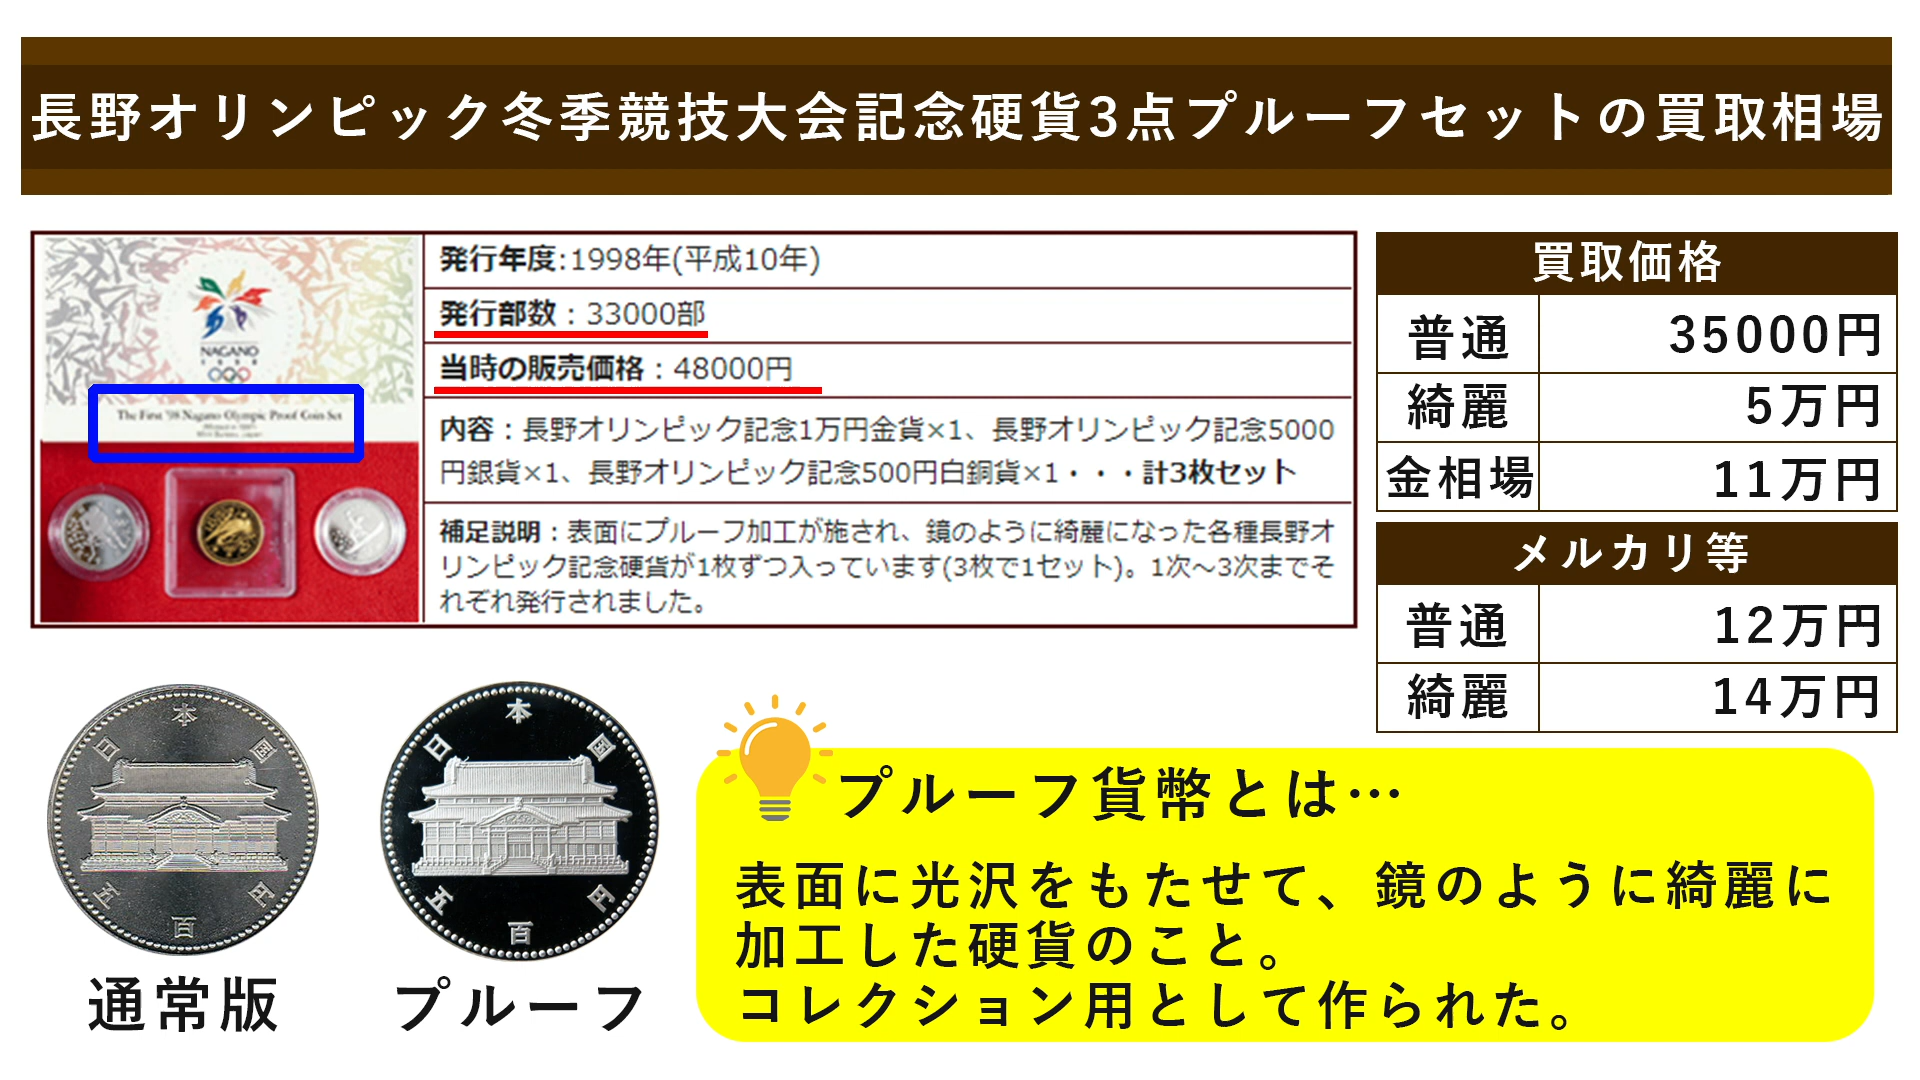 長野オリンピック冬季競技大会記念硬貨3点プルーフセットの買取相場
NAGANO
1998
The First '98 Nagano Olympic Proof Coin Set
発行年度:1998年(平成10年)
発行部数：33000部
当時の販売価格：48000円
内容：長野オリンピック記念1万円金貨×1、長野オリンピック記念5000
円銀貨×1、長野オリンピック記念500円白銅貨×1・・・計3枚セット
補足説明：表面にプルーフ加工が施され、鏡のように綺麗になった各種長野オ
リンピック記念硬貨が1枚ずつ入っています(3枚で1セット)。1次～3次までそ
れぞれ発行されました。
買取価格
普通 35000円
綺麗 5万円
金相場 11万円
メルカリ等
普通 12万円
綺麗 14万円
日本国
五百円
通常版
日本国
五百円
プルーフ
プルーフ貨幣とは…
表面に光沢をもたせて、鏡のように綺麗に
加工した硬貨のこと。
コレクション用として作られた。